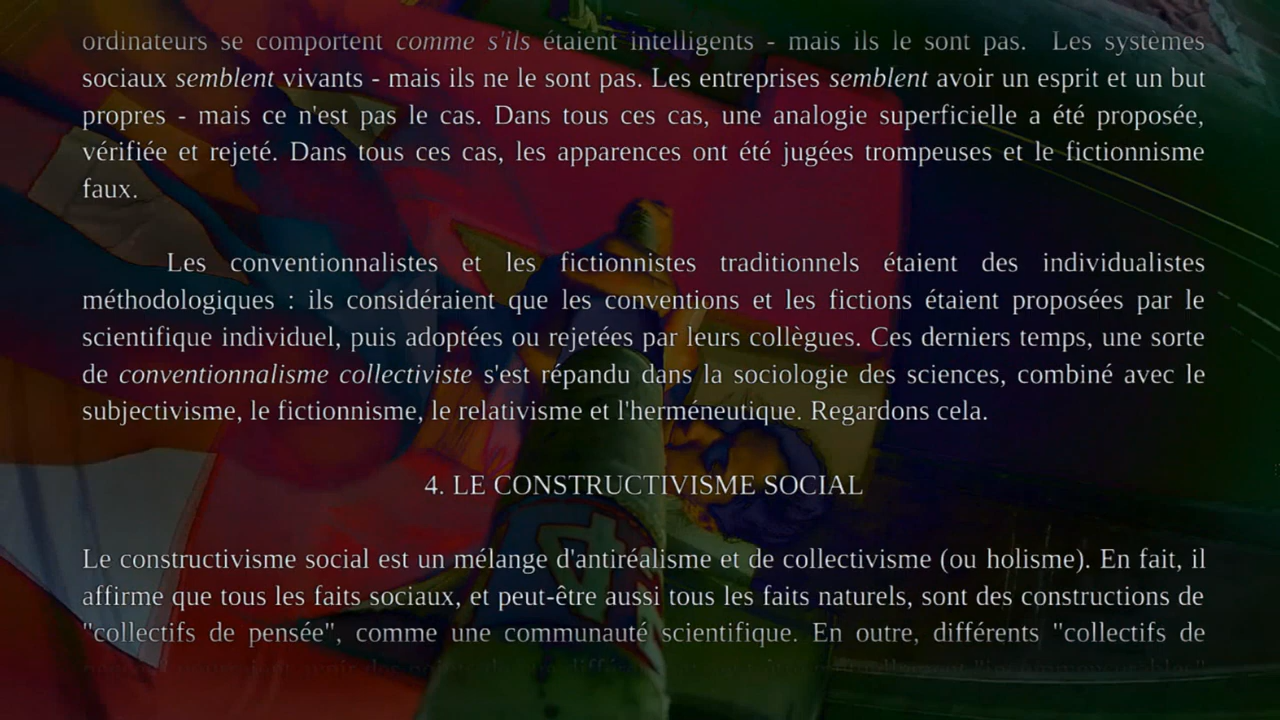 ordinateurs se comportent comme s'ils étaient intelligents - mais ils le sont pas. Les systèmes
sociaux semblent vivants - mais ils ne le sont pas. Les entreprises semblent avoir un esprit et un but
propres - mais ce n'est pas le cas. Dans tous ces cas, une analogie superficielle a été proposée,
vérifiée et rejeté. Dans tous ces cas, les apparences ont été jugées trompeuses et le fictionnisme
faux.
Les conventionnalistes et les fictionnistes traditionnels étaient des individualistes
méthodologiques : ils considéraient que les conventions et les fictions étaient proposées par le
scientifique individuel, puis adoptées ou rejetées par leurs collègues. Ces derniers temps, une sorte
de conventionnalisme collectiviste s'est répandu dans la sociologie des sciences, combiné avec le
subjectivisme, le fictionnisme, le relativisme et l'herméneutique. Regardons cela.
4. LE CONSTRUCTIVISME SOCIAL
Le constructivisme social est un mélange d'antiréalisme et de collectivisme (ou holisme). En fait, il
affirme que tous les faits sociaux, et peut-être aussi tous les faits naturels, sont des constructions de
"collectifs de pensée", comme une communauté scientifique. En outre, différents "collectifs de